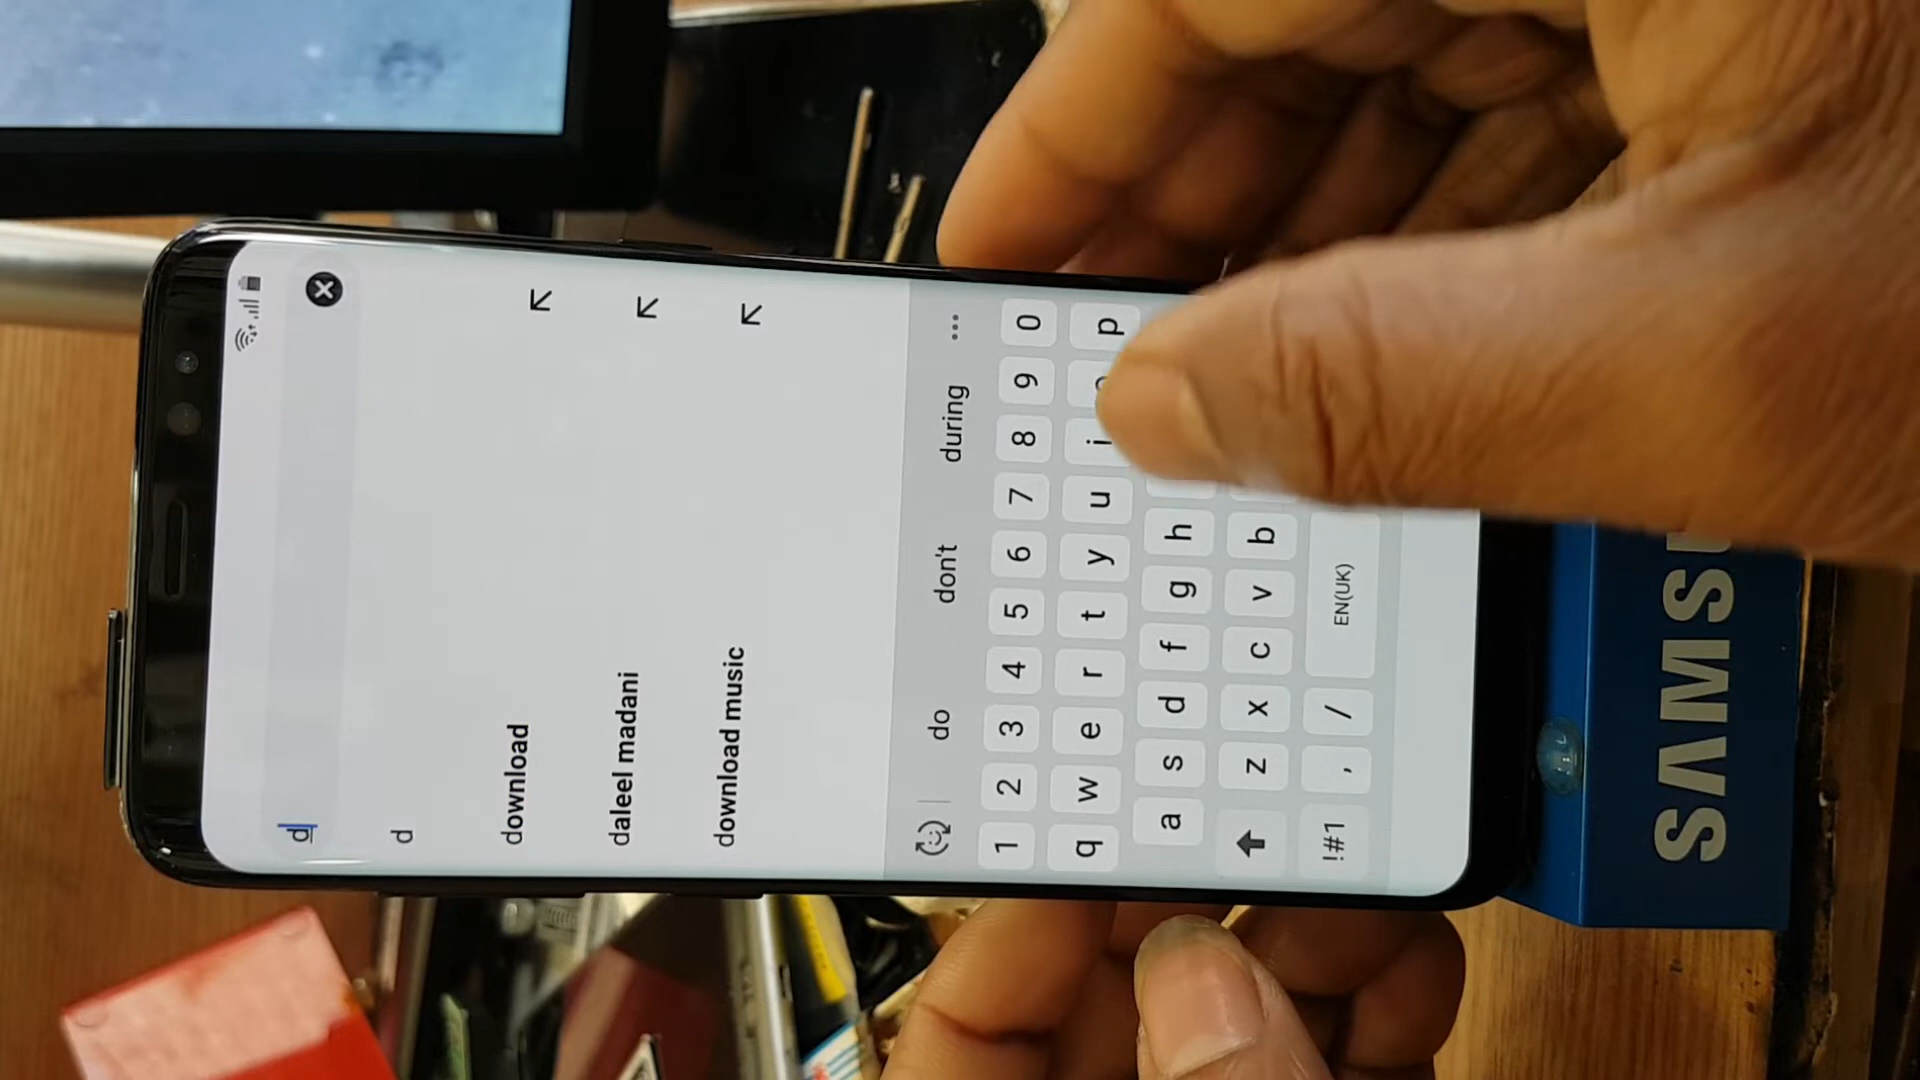 d
d
download
daleel madani
download music
do don't during ...
1 2 3 4 5 6 7 8 9 0
q w e r t y u i p
a s d f g h
z x c v b
!#1 , / EN(UK)